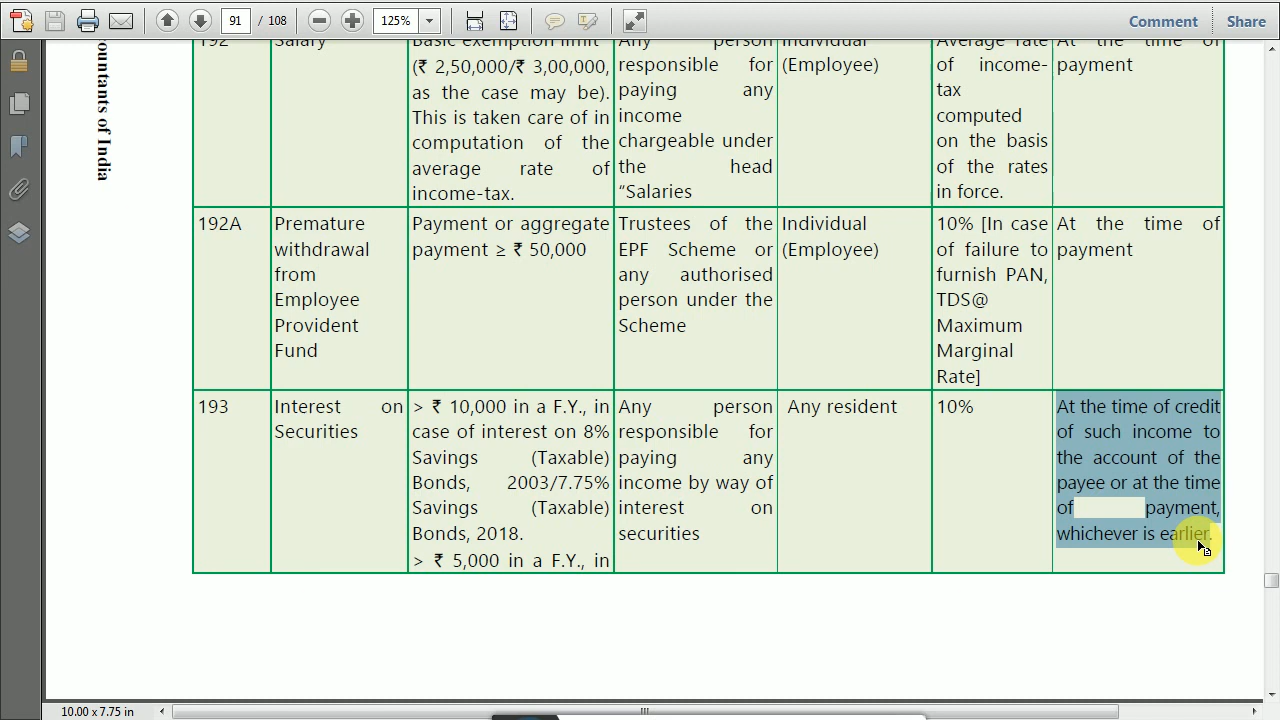 91 / 108 125% Comment Share
ountants of India
192 Salary Basic exemption limit Any person Individual Average rate At the time of
(₹ 2,50,000/₹ 3,00,000, responsible for (Employee) of income- payment
as the case may be). paying any tax
This is taken care of in income computed
computation of the chargeable under on the basis
average rate of the head of the rates
income-tax. “Salaries in force.
192A Premature Payment or aggregate Trustees of the Individual 10% [In case At the time of
withdrawal payment ≥ ₹ 50,000 EPF Scheme or (Employee) of failure to payment
from any authorised furnish PAN,
Employee person under the TDS@
Provident Scheme Maximum
Fund Marginal
Rate]
193 Interest on > ₹ 10,000 in a F.Y., in Any person Any resident 10% At the time of credit
Securities case of interest on 8% responsible for of such income to
Savings (Taxable) paying any the account of the
Bonds, 2003/7.75% income by way of payee or at the time
Savings (Taxable) interest on of payment,
Bonds, 2018. securities whichever is earlier.
> ₹ 5,000 in a F.Y., in
10.00 x 7.75 in